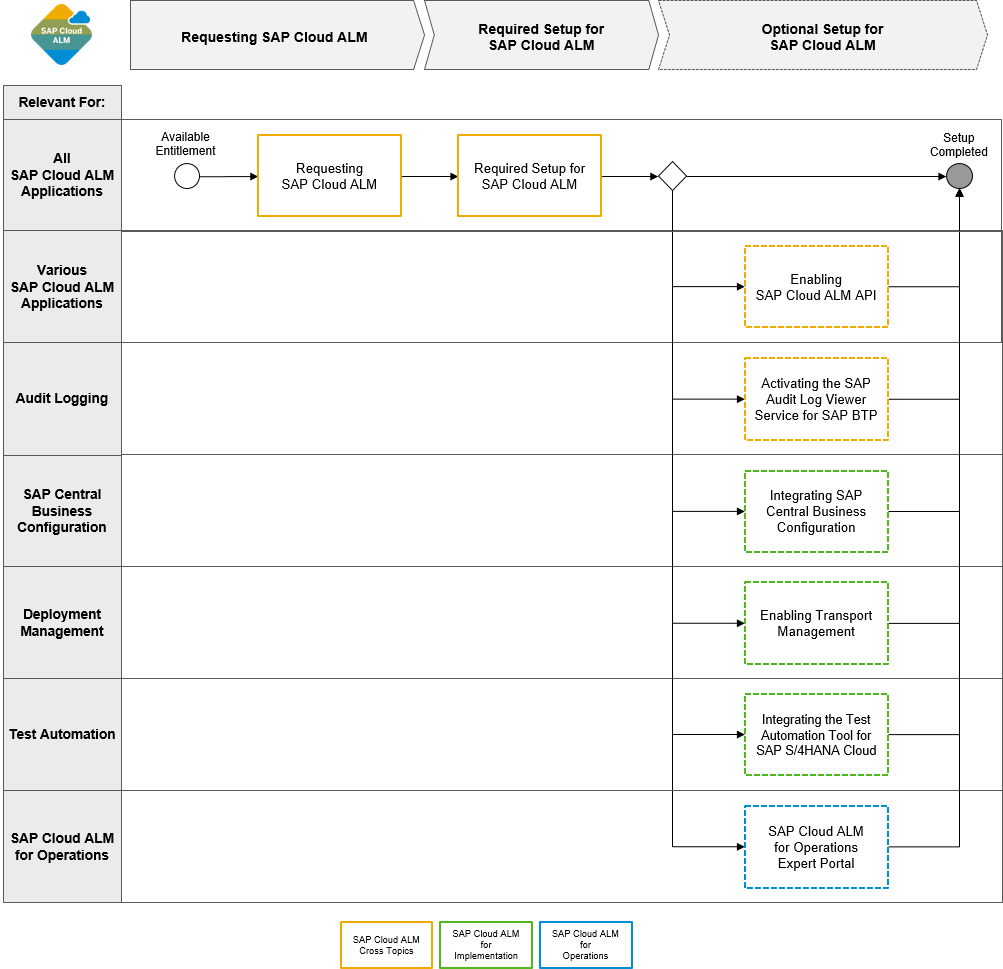 SAP Cloud
ALM
Requesting SAP Cloud ALM
Required Setup for
SAP Cloud ALM
Optional Setup for
SAP Cloud ALM
Relevant For:
All
SAP Cloud ALM
Applications
Available
Entitlement
Requesting
SAP Cloud ALM
Required Setup for
SAP Cloud ALM
Setup
Completed
Various
SAP Cloud ALM
Applications
Enabling
SAP Cloud ALM API
Audit Logging
Activating the SAP
Audit Log Viewer
Service for SAP BTP
SAP Central
Business
Configuration
Integrating SAP
Central Business
Configuration
Deployment
Management
Enabling Transport
Management
Test Automation
Integrating the Test
Automation Tool for
SAP S/4HANA Cloud
SAP Cloud ALM
for Operations
SAP Cloud ALM
for Operations
Expert Portal
SAP Cloud ALM
Cross Topics
SAP Cloud ALM
for
Implementation
SAP Cloud ALM
for
Operations